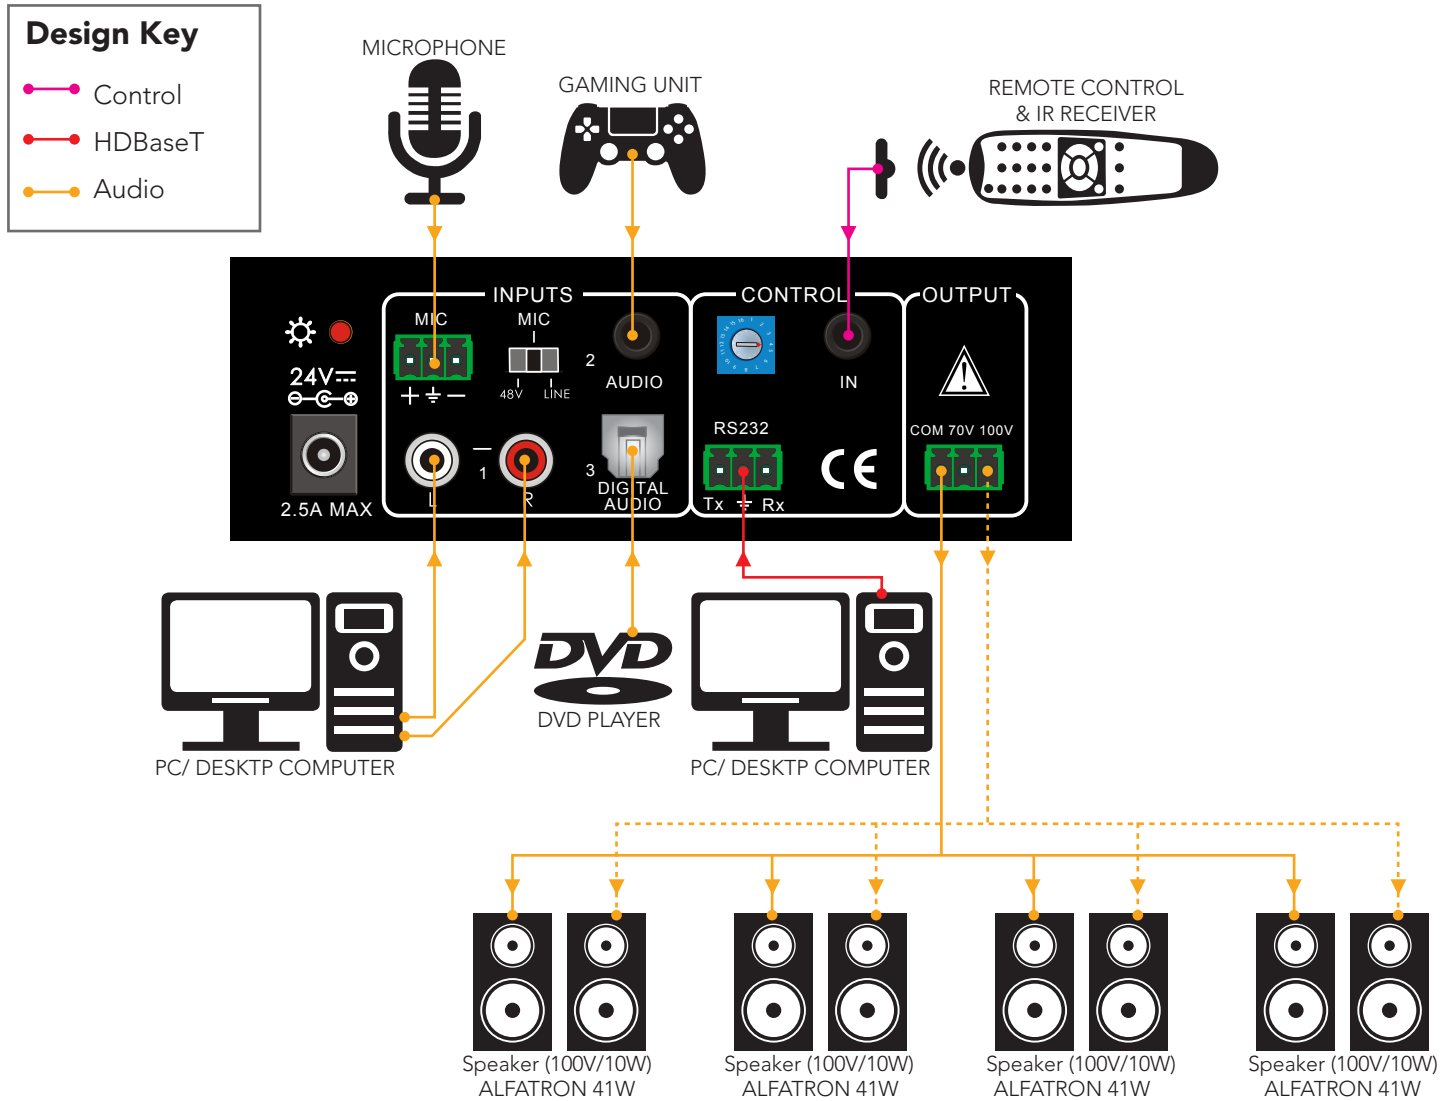 Design Key
Control
HDBaseT
Audio
MICROPHONE
GAMING UNIT
REMOTE CONTROL
& IR RECEIVER
INPUTS
CONTROL
OUTPUT
MIC
MIC
2
AUDIO
IN
24V
48V
LINE
+ −
RS232
COM 70V 100V
L
1
R
3
DIGITAL
AUDIO
Tx
Rx
CE
2.5A MAX
DVD
PC/ DESKTP COMPUTER
DVD PLAYER
PC/ DESKTP COMPUTER
Speaker (100V/10W)
ALFATRON 41W
Speaker (100V/10W)
ALFATRON 41W
Speaker (100V/10W)
ALFATRON 41W
Speaker (100V/10W)
ALFATRON 41W